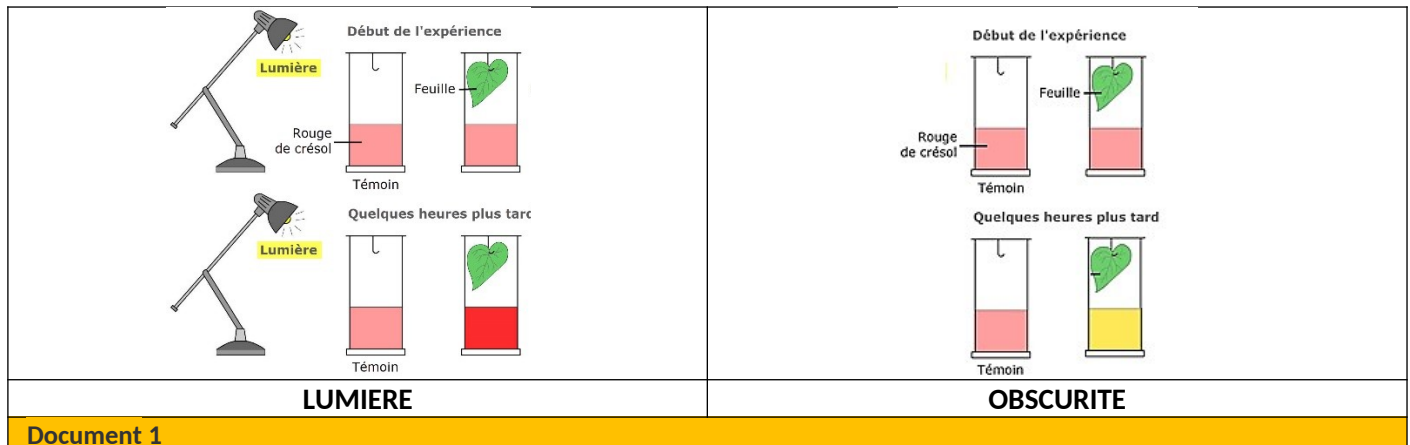 Début de l'expérience
Lumière
Feuille
Rouge
de crésol
Témoin
Quelques heures plus tard
Lumière
Témoin
LUMIERE
Début de l'expérience
Feuille
Rouge
de crésol
Témoin
Quelques heures plus tard
Témoin
OBSCURITE
Document 1